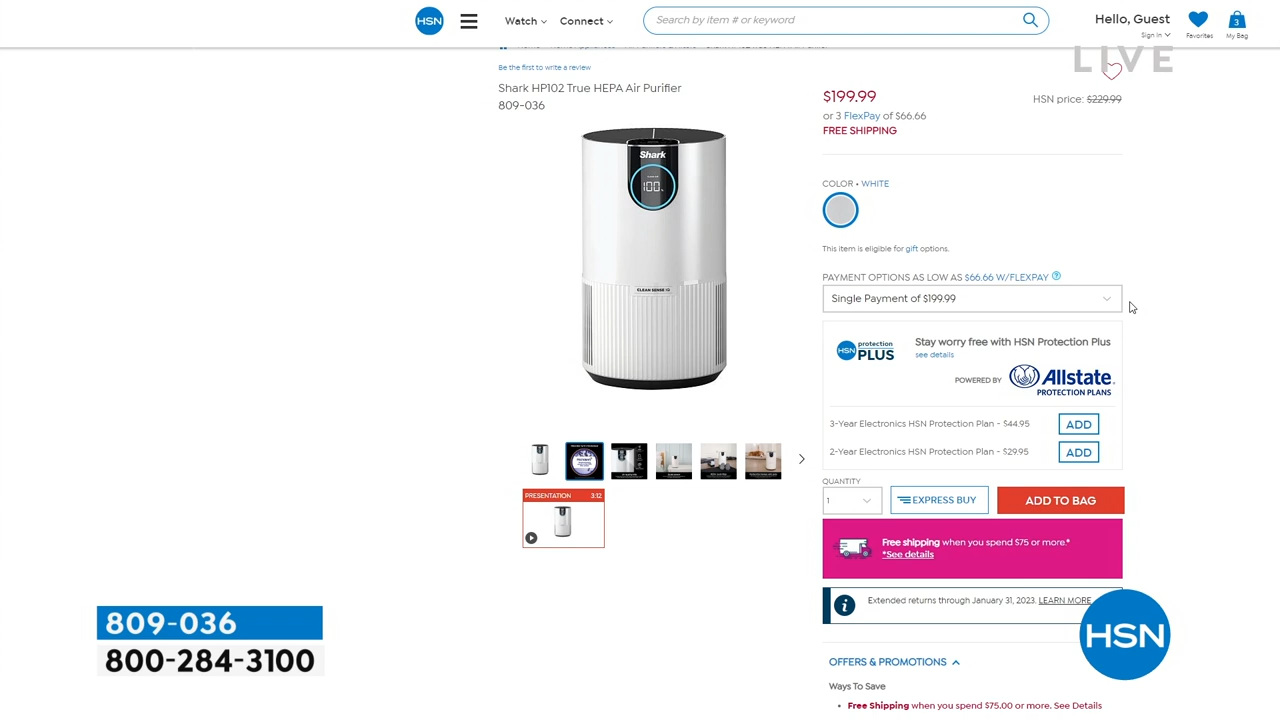 HSN
Watch
Connect
Search by item # or keyword
Hello, Guest
Sign in
Favorites
3
My Bag
LIVE
Be the first to write a review
Shark HP102 True HEPA Air Purifier
809-036
$199.99
HSN price: $229.99
or 3 FlexPay of $66.66
FREE SHIPPING
Shark
100%
CLEAN SENSE IQ
COLOR • WHITE
This item is eligible for gift options.
PAYMENT OPTIONS AS LOW AS $66.66 W/FLEXPAY ?
Single Payment of $199.99
HSN protection PLUS
Stay worry free with HSN Protection Plus
see details
POWERED BY Allstate.
PROTECTION PLANS
3-Year Electronics HSN Protection Plan - $44.95 ADD
2-Year Electronics HSN Protection Plan - $29.95 ADD
QUANTITY
1
EXPRESS BUY
ADD TO BAG
PRESENTATION 3:12
Free shipping when you spend $75 or more.*
*See details
Extended returns through January 31, 2023. LEARN MORE
809-036
800-284-3100
HSN
OFFERS & PROMOTIONS
Ways To Save
• Free Shipping when you spend $75.00 or more. See Details